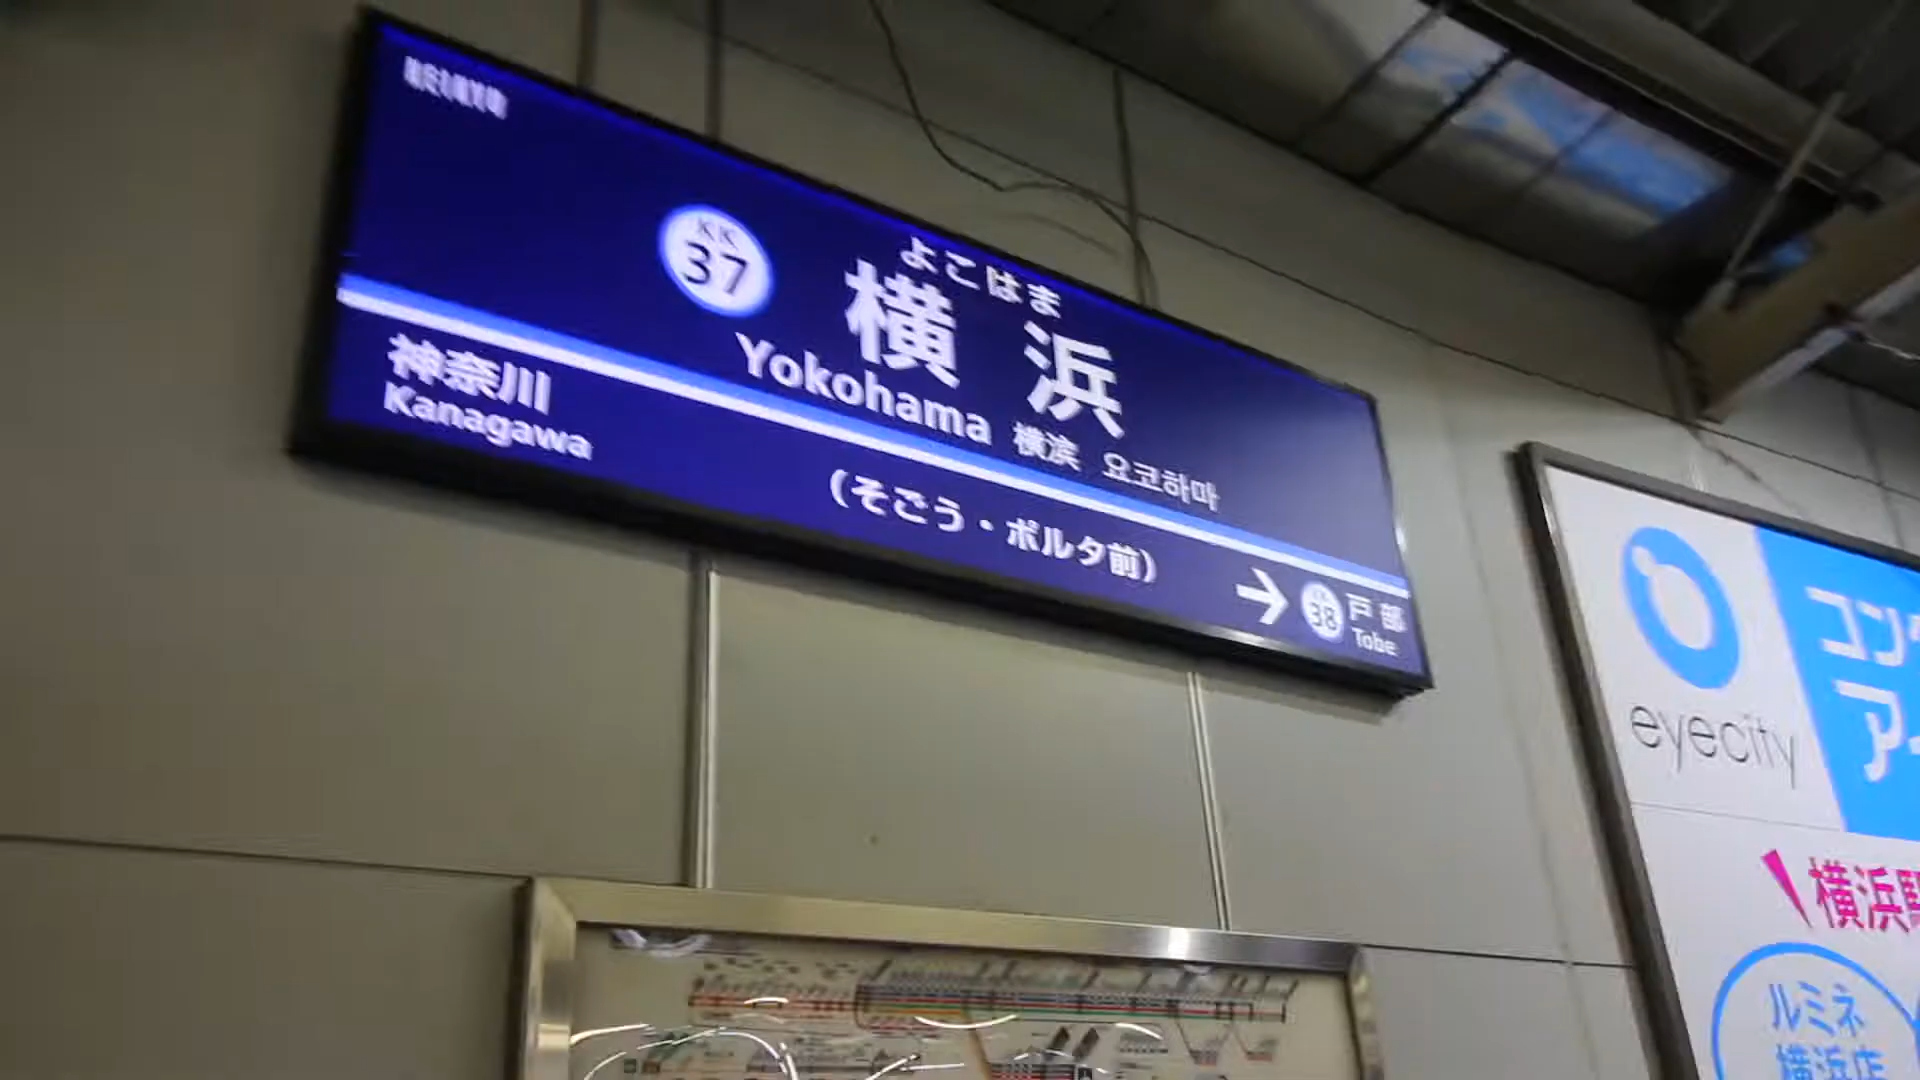 KEIKYU
KK
37
よこはま
横浜
Yokohama 横滨 요코하마
神奈川
Kanagawa
(そごう・ポルタ前)
→ KK 38 戸部
Tobe
eyecity
コン
ア
横浜駅
ルミネ
横浜店